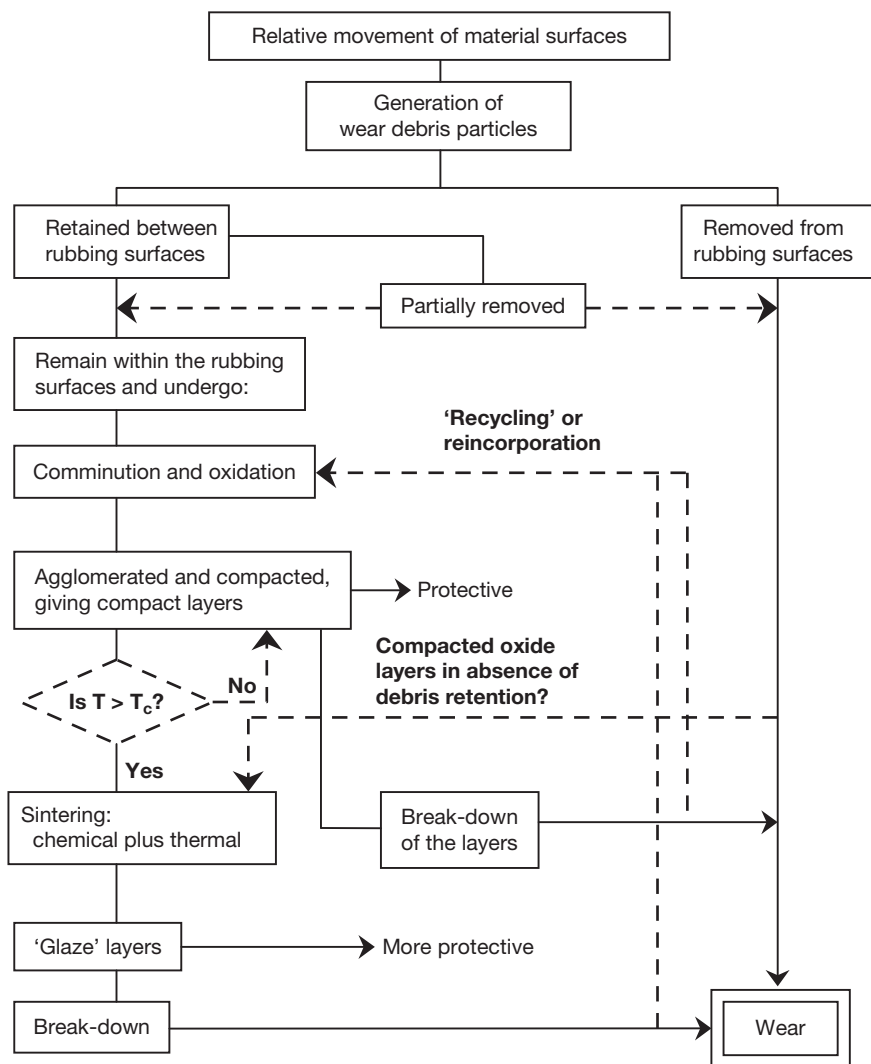 Relative movement of material surfaces
Generation of
wear debris particles
Retained between
rubbing surfaces
Removed from
rubbing surfaces
Partially removed
Remain within the rubbing
surfaces and undergo:
‘Recycling’ or
reincorporation
Comminution and oxidation
Agglomerated and compacted,
giving compact layers
Protective
Compacted oxide
layers in absence of
debris retention?
No
Is T > Tc?
Yes
Sintering:
chemical plus thermal
Break-down
of the layers
‘Glaze’ layers
More protective
Break-down
Wear